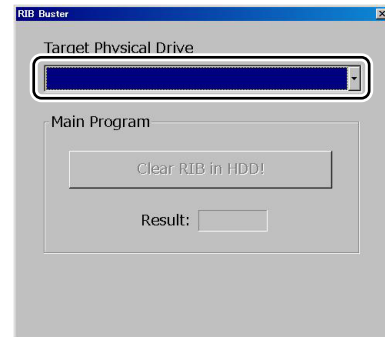 RIB Buster
Target Physical Drive
Main Program
Clear RIB in HDD!
Result: